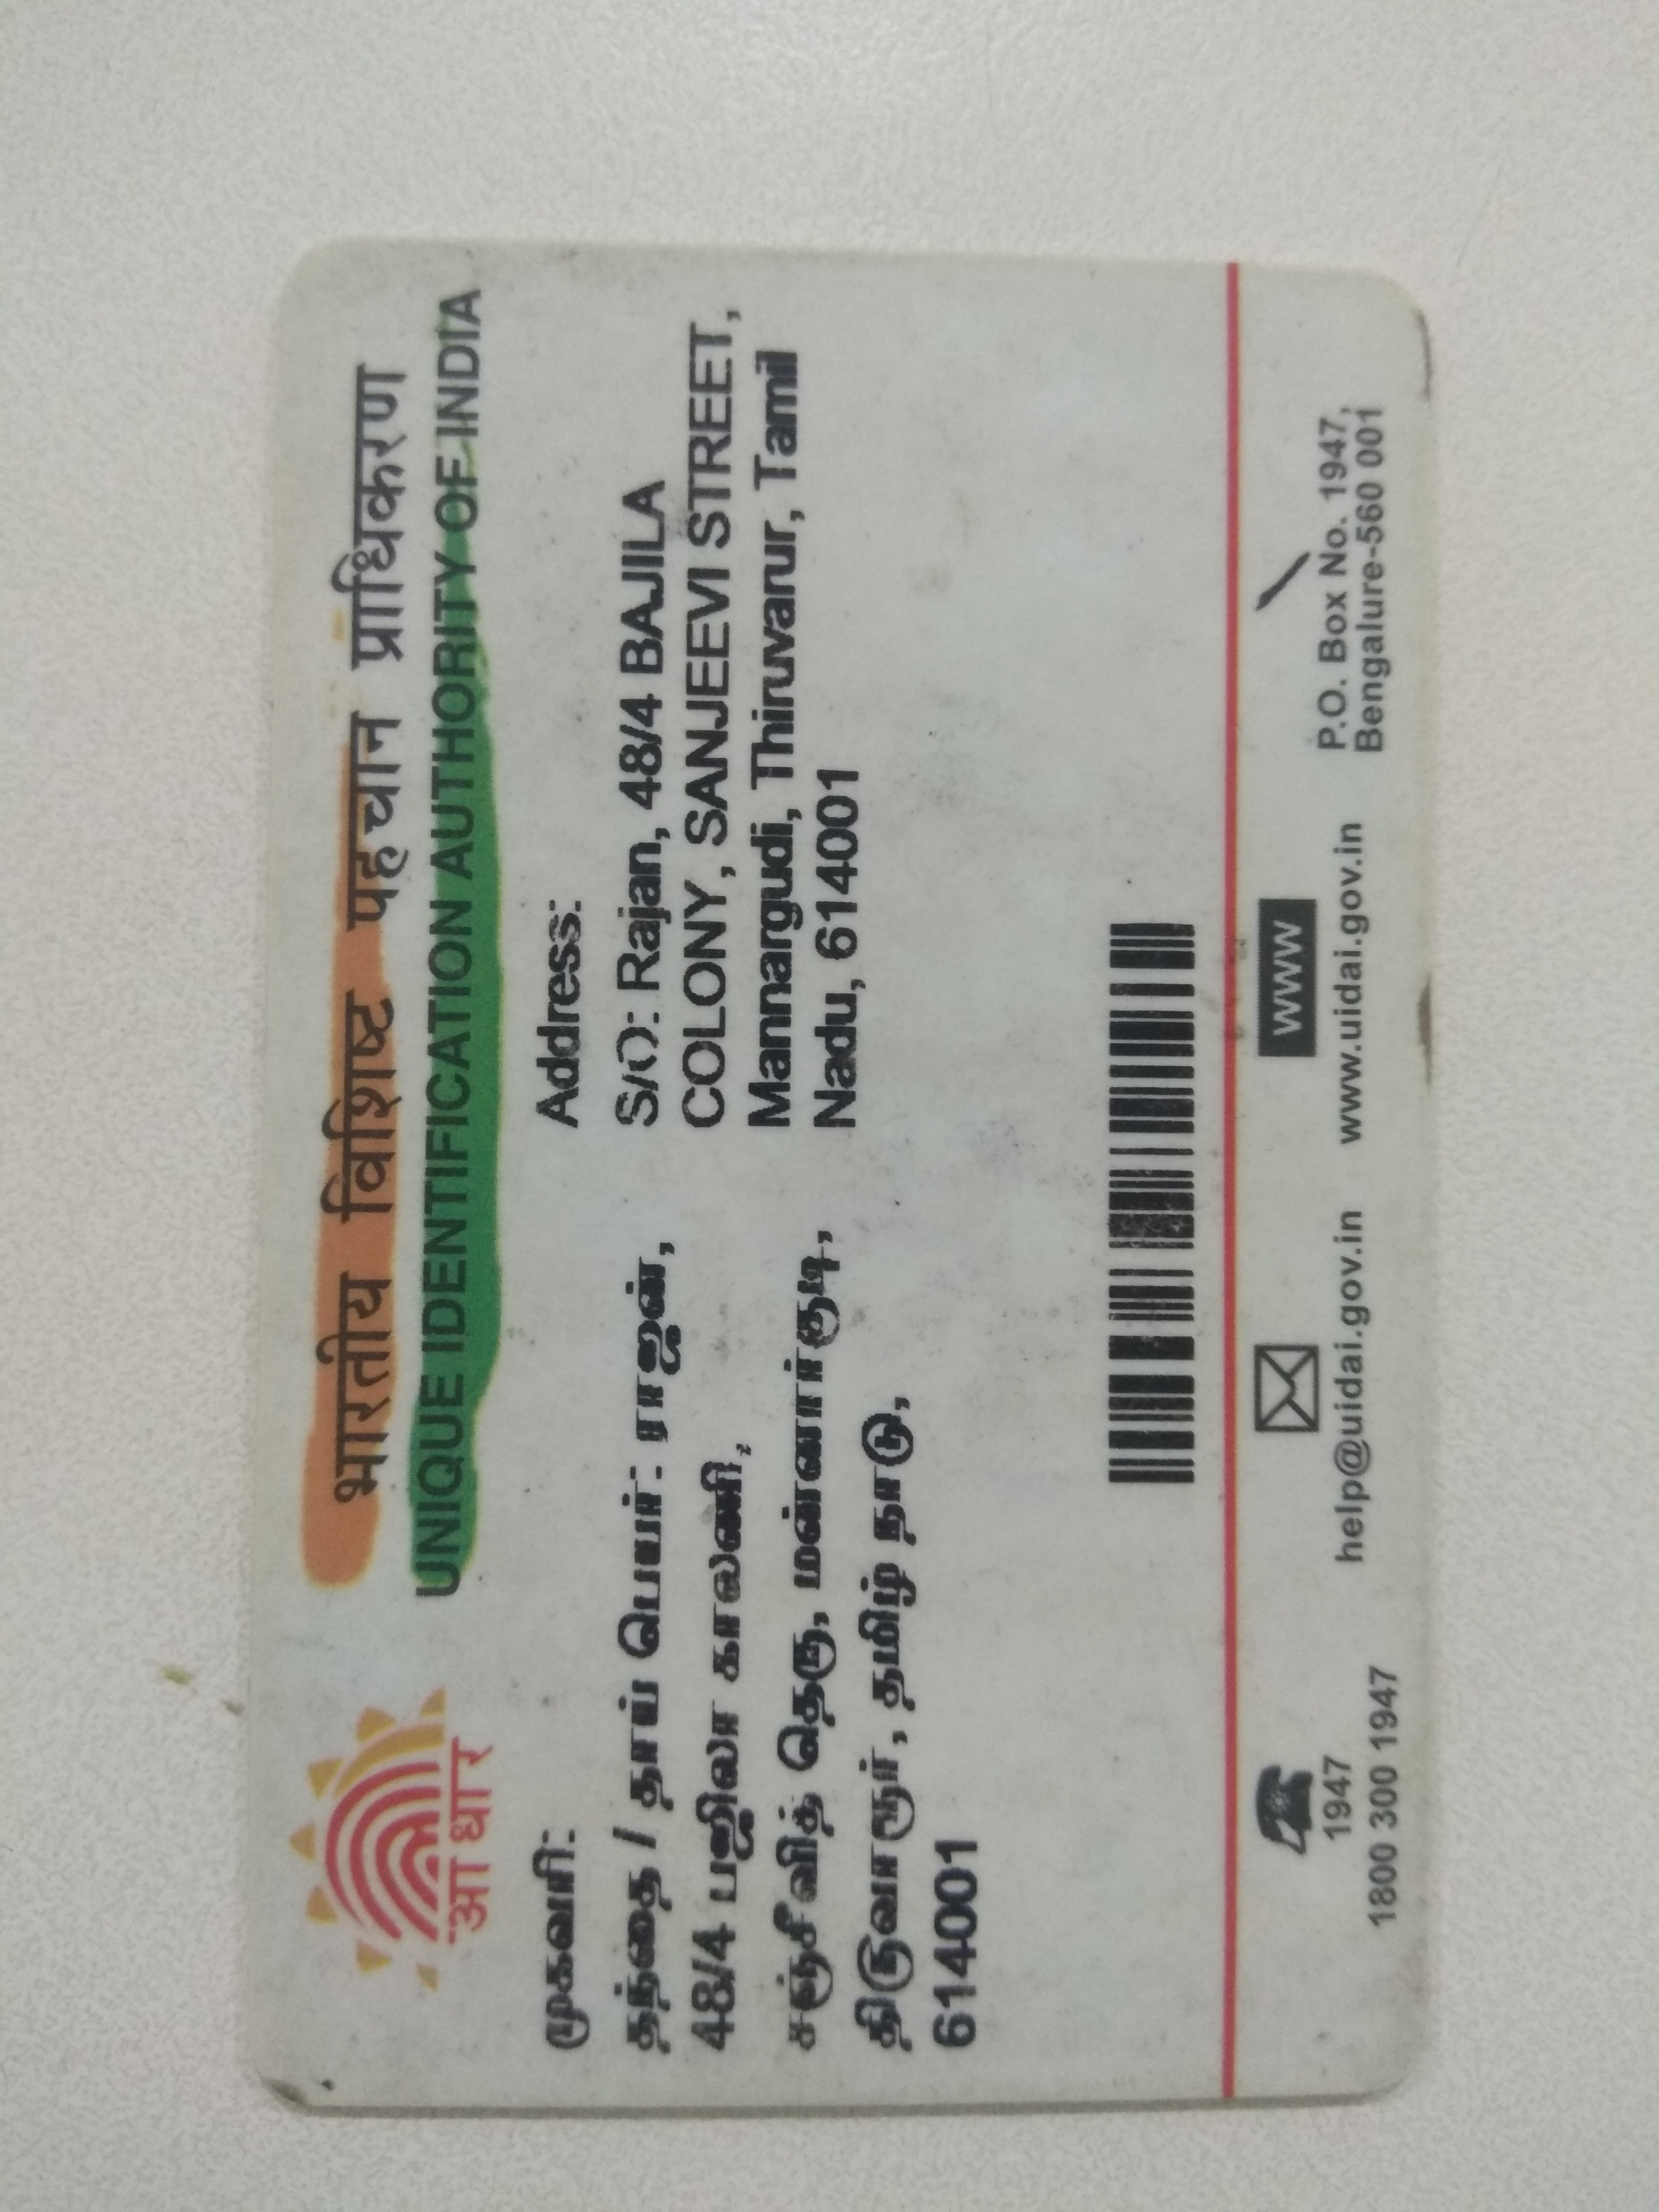 भारतीय विशिष्ट पहचान प्राधिकरण
UNIQUE IDENTIFICATION AUTHORITY OF INDIA
आधार
முகவரி:
தந்தை / தாய் பெயர்: ராஜன்,
48/4 பஜிலா காலணி,
சஞ்சீவித் தெரு, மன்னார்குடி,
திருவாரூர், தமிழ் நாடு,
614001
Address:
S/O: Rajan, 48/4 BAJILA
COLONY, SANJEEVI STREET,
Mannargudi, Thiruvarur, Tamil
Nadu, 614001
1947
1800 300 1947
help@uidai.gov.in
WWW
www.uidai.gov.in
P.O. Box No. 1947,
Bengalure-560 001